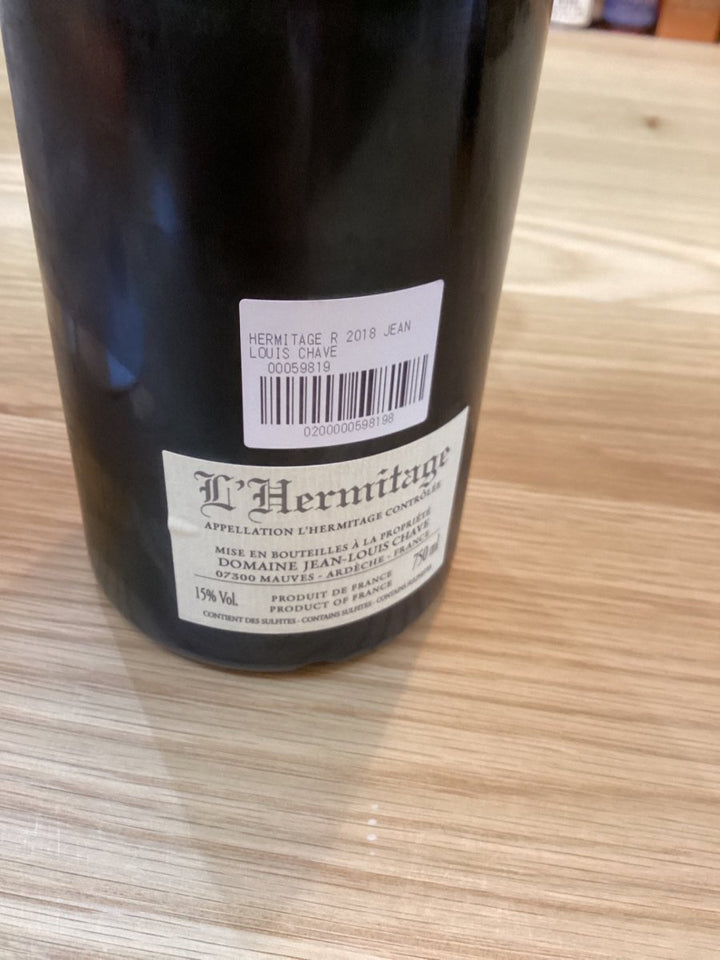 HERMITAGE R 2018 JEAN
LOUIS CHAVE
00059819
0200000598198
L'Hermitage
APPELLATION L'HERMITAGE CONTRÔLÉE
MISE EN BOUTEILLES À LA PROPRIÉTÉ
DOMAINE JEAN-LOUIS CHAVE
07300 MAUVES - ARDÈCHE - FRANCE
15% Vol.
PRODUIT DE FRANCE
PRODUCT OF FRANCE
750 ml
CONTIENT DES SULFITES - CONTAINS SULFITES - CONTAINS SULPHITES